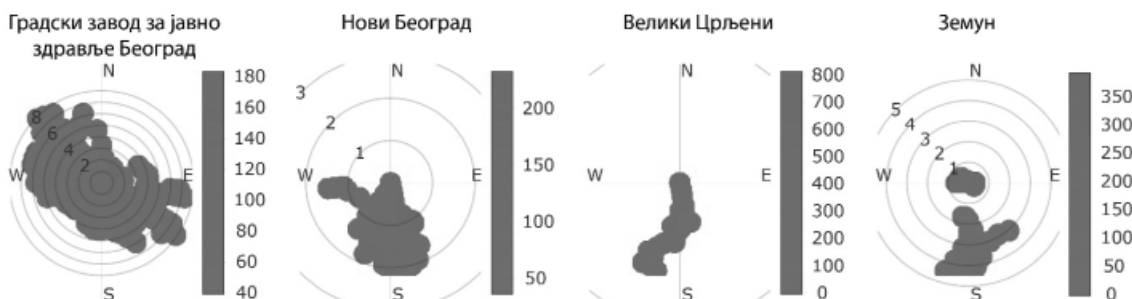 Градски завод за јавно
здравље Београд
N
8
6
4
2
W
E
S
180
160
140
120
100
80
60
40
Нови Београд
N
3
2
1
W
E
S
200
150
100
50
Велики Црљени
N
W
E
S
800
700
600
500
400
300
200
100
0
Земун
N
5
4
3
2
1
W
E
S
350
300
250
200
150
100
50
0